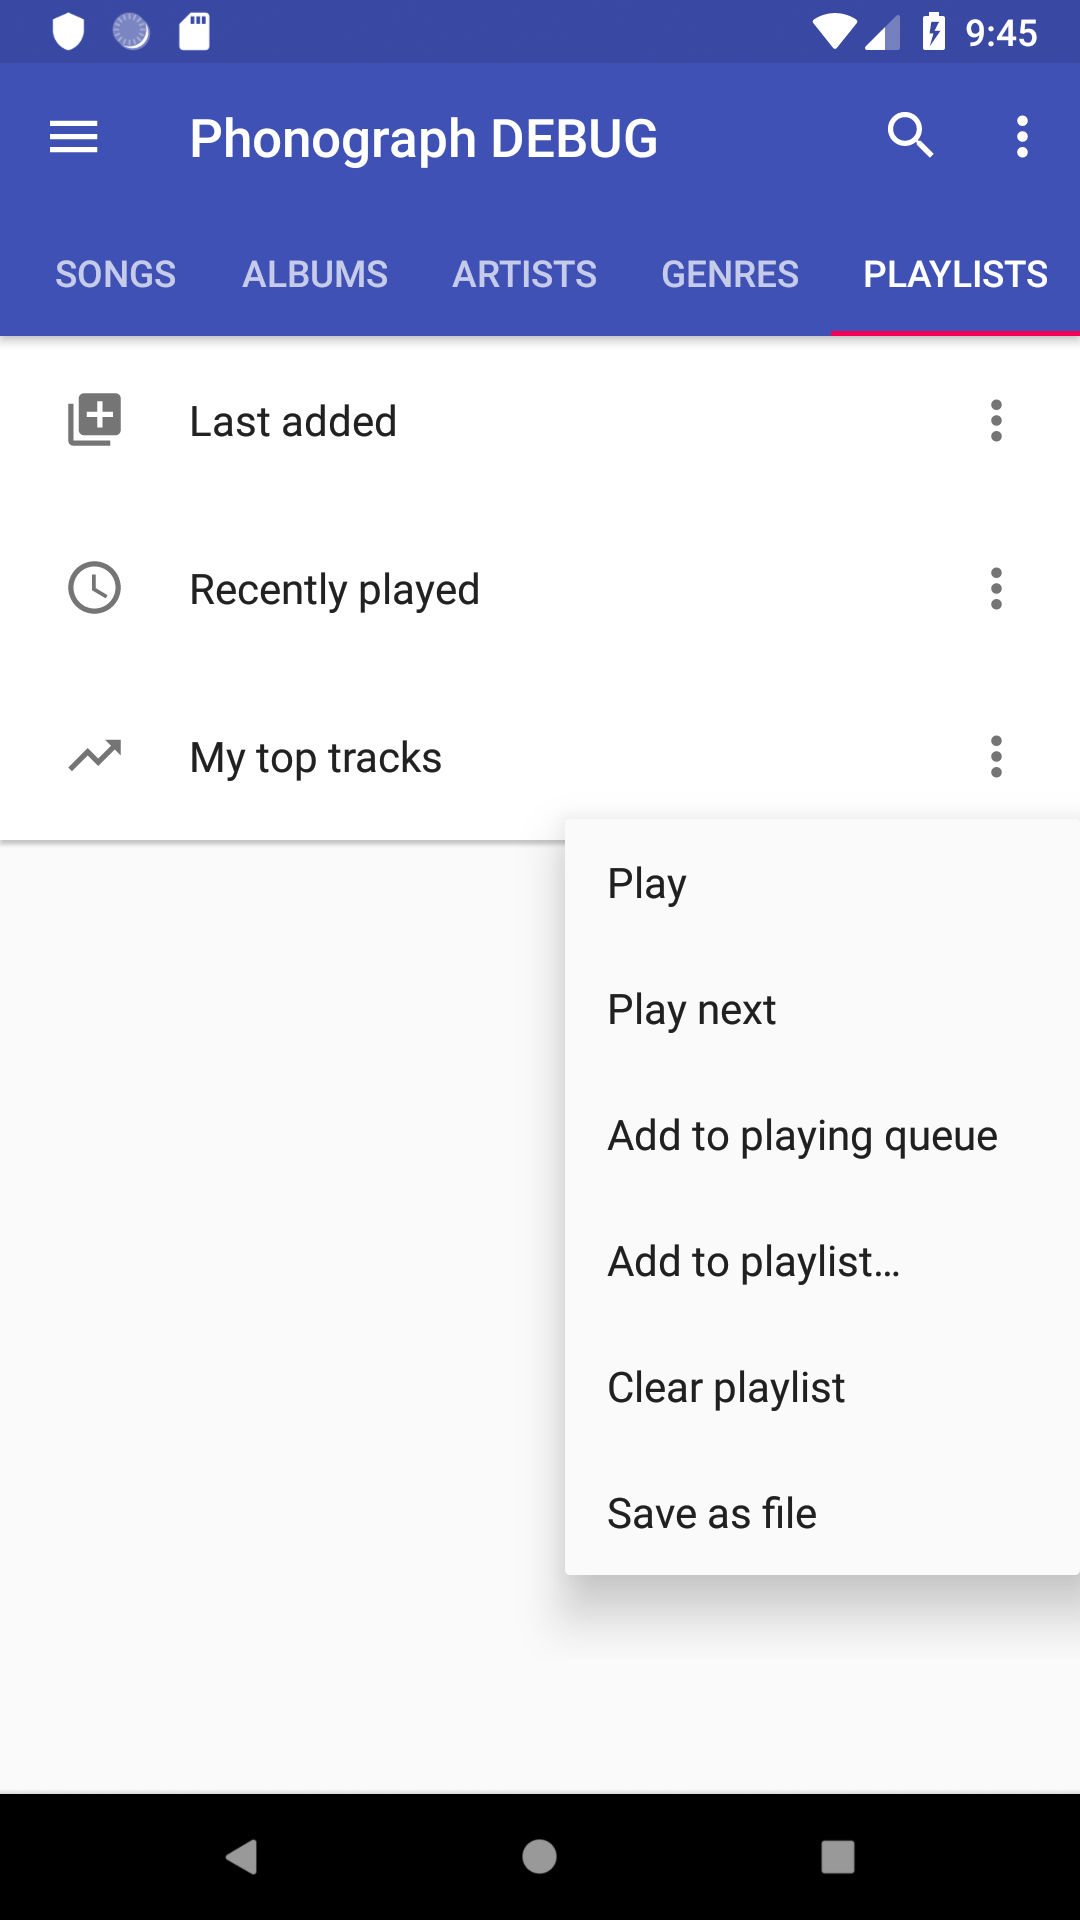 9:45
Phonograph DEBUG
SONGS ALBUMS ARTISTS GENRES PLAYLISTS
Last added
Recently played
My top tracks
Play
Play next
Add to playing queue
Add to playlist…
Clear playlist
Save as file